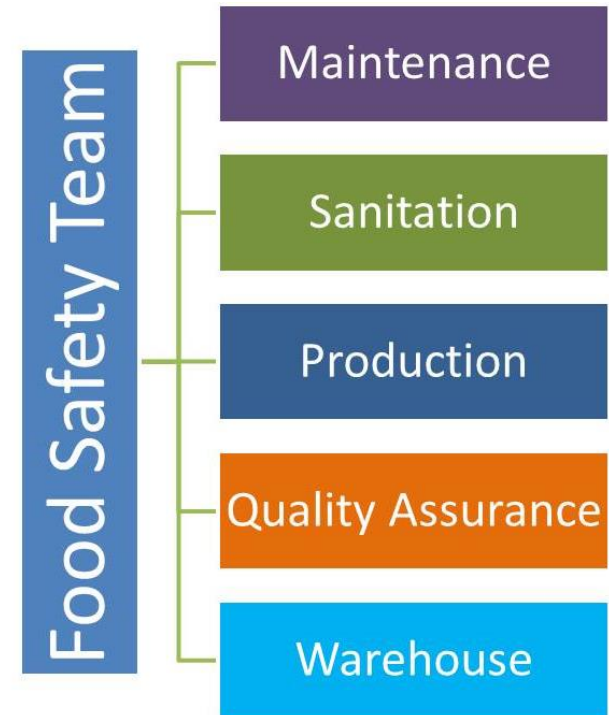 Food Safety Team
Maintenance
Sanitation
Production
Quality Assurance
Warehouse